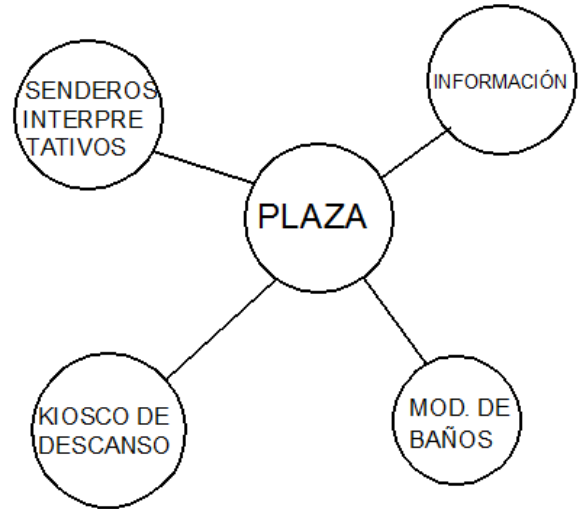 SENDEROS
INTERPRE
TATIVOS
INFORMACIÓN
PLAZA
KIOSCO DE
DESCANSO
MOD. DE
BAÑOS